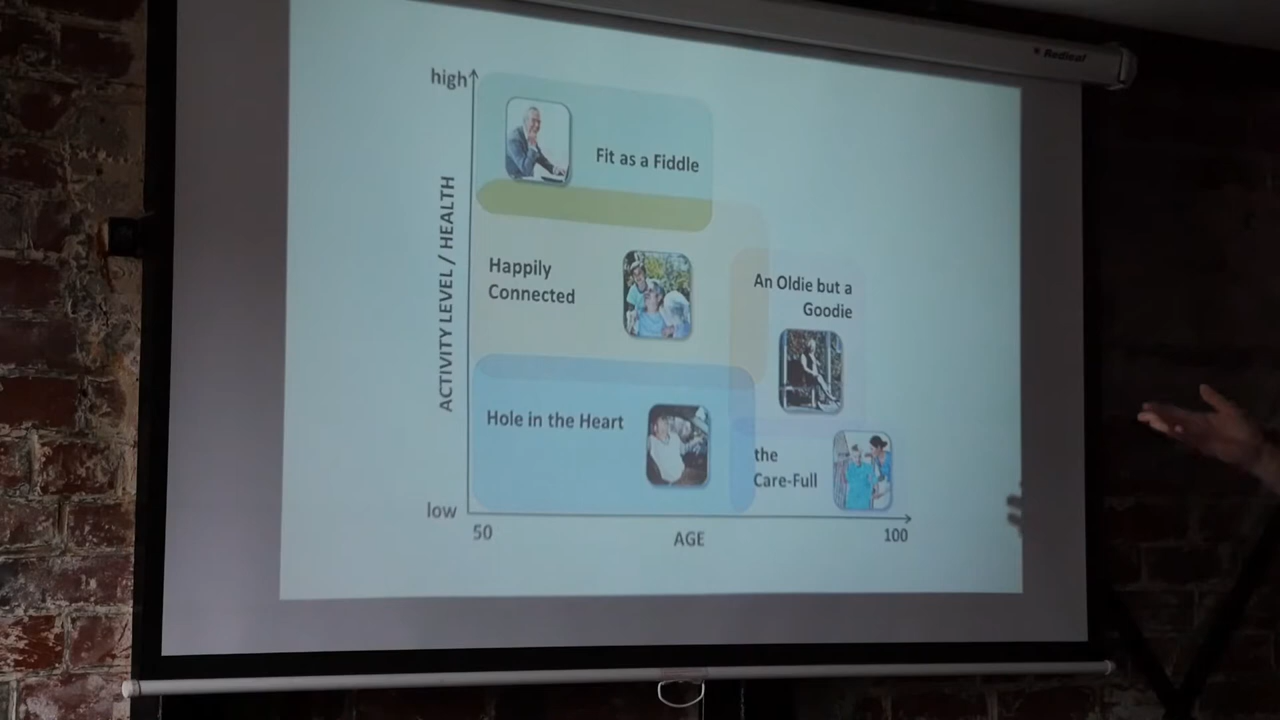 Radical
high
Fit as a Fiddle
ACTIVITY LEVEL / HEALTH
Happily
Connected
An Oldie but a
Goodie
Hole in the Heart
the
Care-Full
low
50
AGE
100